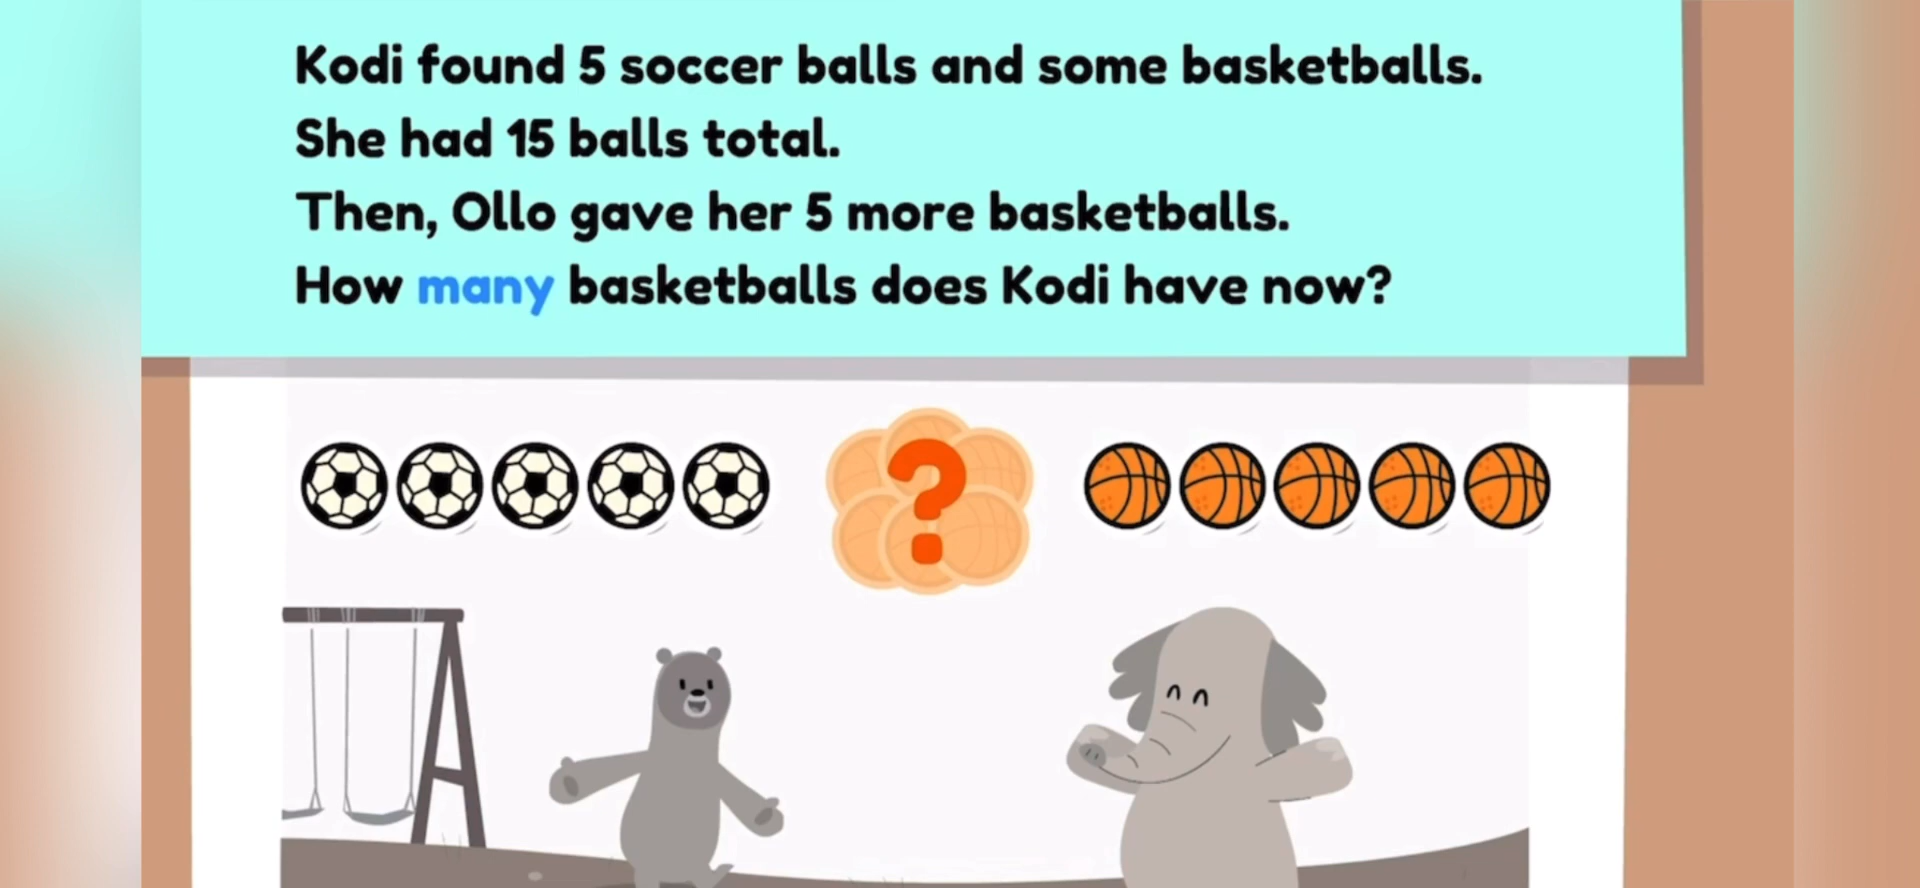 Kodi found 5 soccer balls and some basketballs.
She had 15 balls total.
Then, Ollo gave her 5 more basketballs.
How many basketballs does Kodi have now?
?